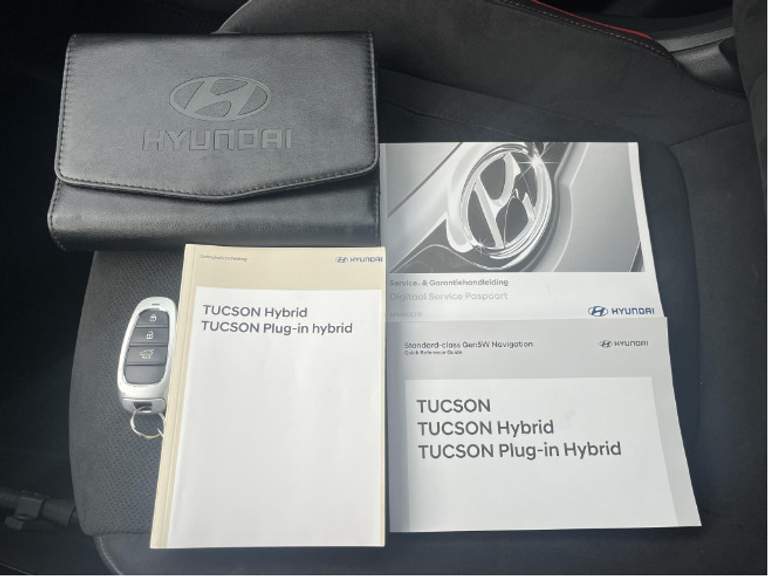 HYUNDAI
Service- & Garantiehandleiding
Digitaal Service Paspoort
HYUNDAI
HYUNDAI
TUCSON Hybrid
TUCSON Plug-in hybrid
Standard-class Gen5W Navigation
Quick Reference Guide
HYUNDAI
TUCSON
TUCSON Hybrid
TUCSON Plug-in Hybrid